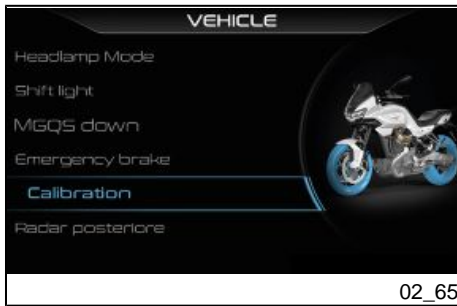 VEHICLE
Headlamp Mode
Shift light
MGQS down
Emergency brake
Calibration
Radar posteriore
02_65